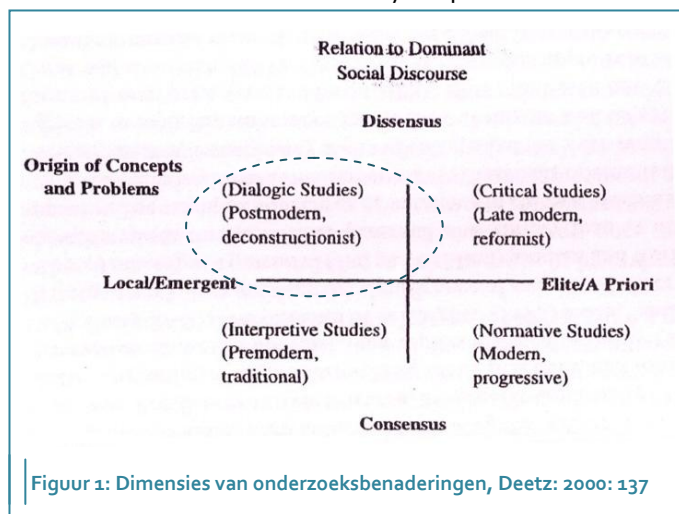 Relation to Dominant
Social Discourse
Dissensus
Origin of Concepts
and Problems
(Dialogic Studies)
(Postmodern,
deconstructionist)
(Critical Studies)
(Late modern,
reformist)
Local/Emergent
Elite/A Priori
(Interpretive Studies)
(Premodern,
traditional)
(Normative Studies)
(Modern,
progressive)
Consensus
Figuur 1: Dimensies van onderzoeksbenaderingen, Deetz: 2000: 137